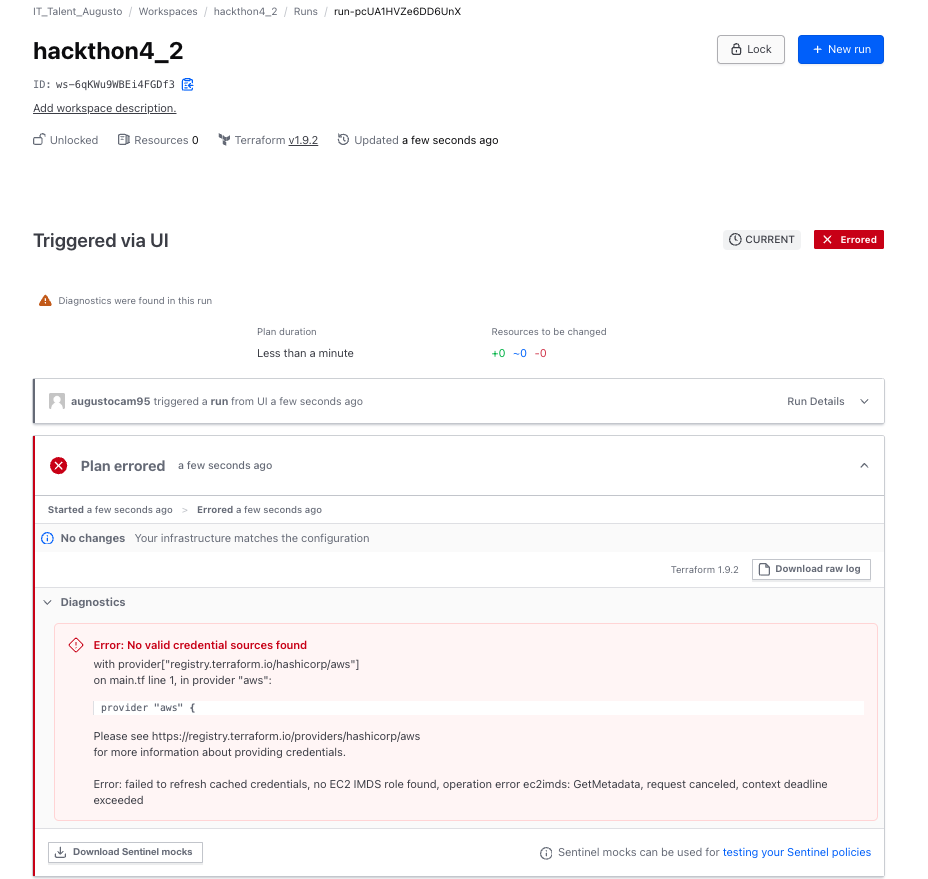 IT_Talent_Augusto / Workspaces / hackthon4_2 / Runs / run-pcUA1HVZe6DD6UnX
hackthon4_2
Lock
+ New run
ID: ws-6qKWu9WBEi4FGDf3
Add workspace description.
Unlocked Resources 0 Terraform v1.9.2 Updated a few seconds ago
Triggered via UI
CURRENT
Errored
Diagnostics were found in this run
Plan duration
Resources to be changed
Less than a minute
+0 ~0 -0
augustocam95 triggered a run from UI a few seconds ago
Run Details
Plan errored a few seconds ago
Started a few seconds ago > Errored a few seconds ago
No changes Your infrastructure matches the configuration
Terraform 1.9.2
Download raw log
Diagnostics
Error: No valid credential sources found
with provider["registry.terraform.io/hashicorp/aws"]
on main.tf line 1, in provider "aws":
provider "aws" {
Please see https://registry.terraform.io/providers/hashicorp/aws
for more information about providing credentials.
Error: failed to refresh cached credentials, no EC2 IMDS role found, operation error ec2imds: GetMetadata, request canceled, context deadline
exceeded
Download Sentinel mocks
Sentinel mocks can be used for testing your Sentinel policies